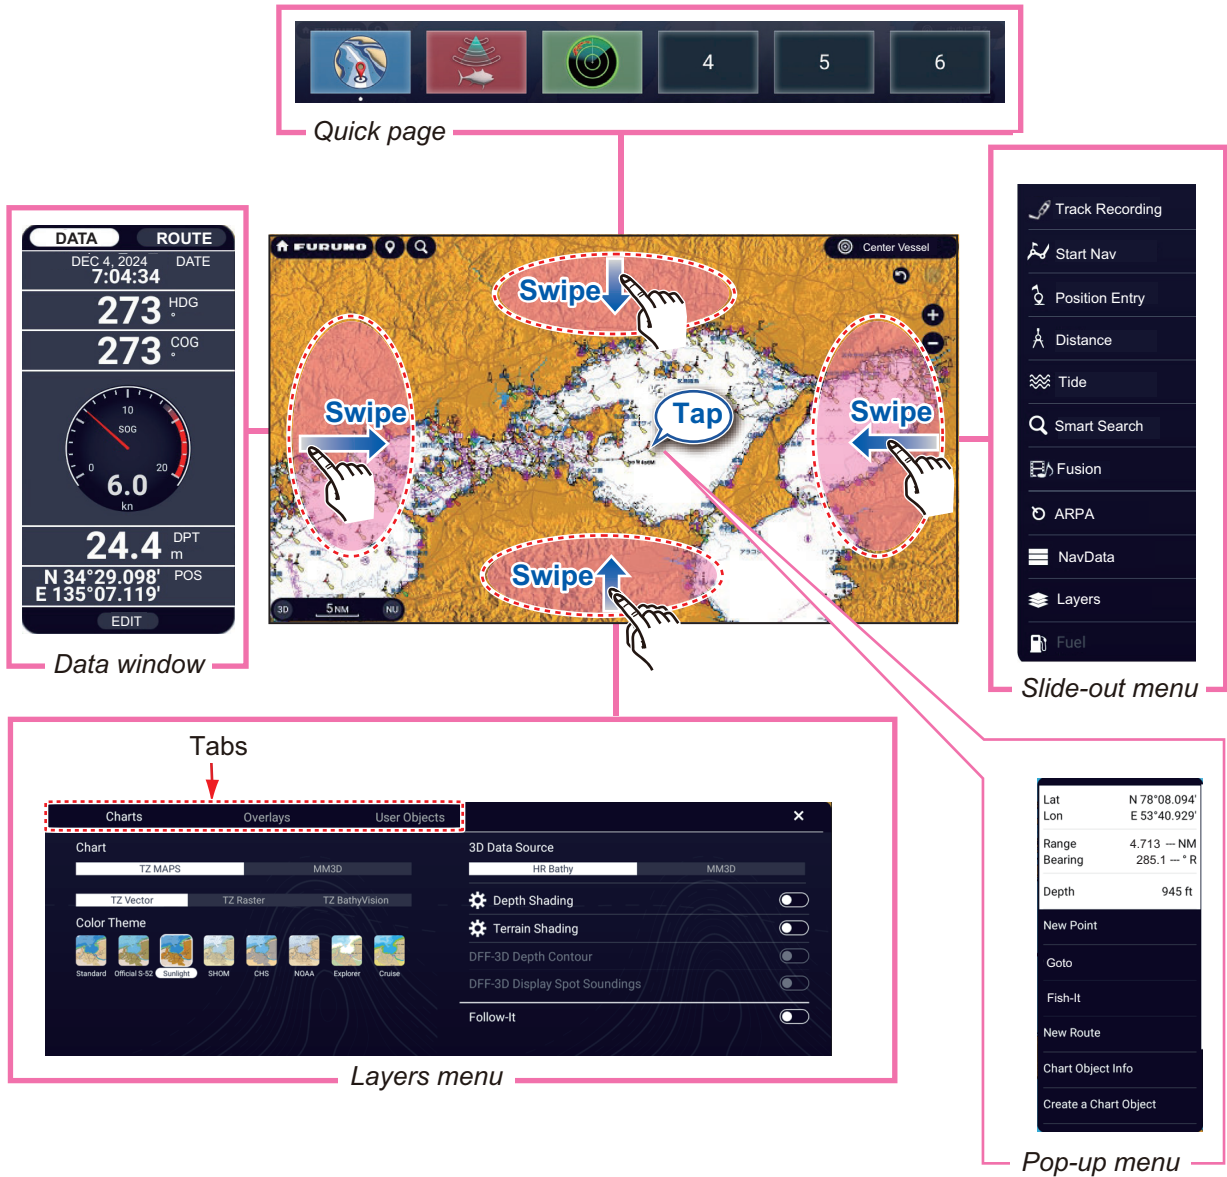 4 5 6
Quick page
DATA ROUTE
DEC 4, 2024 DATE
7:04:34
273 HDG °
273 COG °
10
SOG
0 20
6.0
kn
24.4 DPT m
N 34°29.098' POS
E 135°07.119'
EDIT
Data window
FURUNO
Center Vessel
Swipe
Swipe
Swipe
Tap
Swipe
3D 5 NM NU
Track Recording
Start Nav
Position Entry
Distance
Tide
Smart Search
Fusion
ARPA
NavData
Layers
Fuel
Slide-out menu
Tabs
Charts Overlays User Objects ×
Chart
TZ MAPS MM3D
TZ Vector TZ Raster TZ BathyVision
Color Theme
Standard Official S-52 Sunlight SHOM CHS NOAA Explorer Cruise
3D Data Source
HR Bathy MM3D
Depth Shading
Terrain Shading
DFF-3D Depth Contour
DFF-3D Display Spot Soundings
Follow-It
Layers menu
Lat N 78°08.094'
Lon E 53°40.929'
Range 4.713 --- NM
Bearing 285.1 --- ° R
Depth 945 ft
New Point
Goto
Fish-It
New Route
Chart Object Info
Create a Chart Object
Pop-up menu